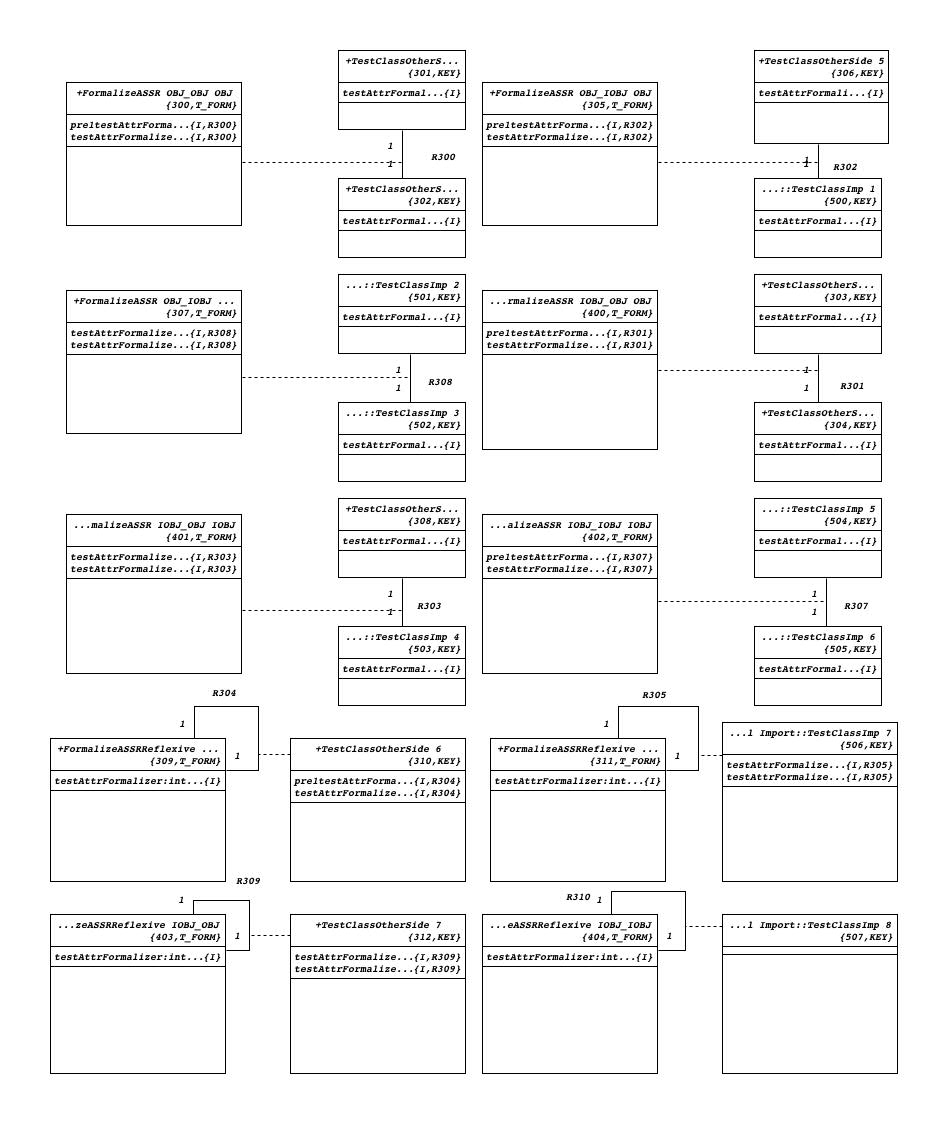 +TestClassOtherS...
{301,KEY}
testAttrFormal...{I}
+FormalizeASSR OBJ_OBJ OBJ
{300,T_FORM}
pre1testAttrForma...{I,R300}
testAttrFormalize...{I,R300}
1
R300
1
+TestClassOtherS...
{302,KEY}
testAttrFormal...{I}
+TestClassOtherSide 5
{306,KEY}
testAttrFormali...{I}
+FormalizeASSR OBJ_IOBJ OBJ
{305,T_FORM}
pre1testAttrForma...{I,R302}
testAttrFormalize...{I,R302}
1
1
R302
...::TestClassImp 1
{500,KEY}
testAttrFormal...{I}
...::TestClassImp 2
{501,KEY}
testAttrFormal...{I}
+FormalizeASSR OBJ_IOBJ ...
{307,T_FORM}
testAttrFormalize...{I,R308}
testAttrFormalize...{I,R308}
1
R308
1
...::TestClassImp 3
{502,KEY}
testAttrFormal...{I}
+TestClassOtherS...
{303,KEY}
testAttrFormal...{I}
...rmalizeASSR IOBJ_OBJ OBJ
{400,T_FORM}
pre1testAttrForma...{I,R301}
testAttrFormalize...{I,R301}
1
1
R301
+TestClassOtherS...
{304,KEY}
testAttrFormal...{I}
+TestClassOtherS...
{308,KEY}
testAttrFormal...{I}
...malizeASSR IOBJ_OBJ IOBJ
{401,T_FORM}
testAttrFormalize...{I,R303}
testAttrFormalize...{I,R303}
1
R303
1
...::TestClassImp 4
{503,KEY}
testAttrFormal...{I}
...::TestClassImp 5
{504,KEY}
testAttrFormal...{I}
...alizeASSR IOBJ_IOBJ IOBJ
{402,T_FORM}
pre1testAttrForma...{I,R307}
testAttrFormalize...{I,R307}
1
R307
1
...::TestClassImp 6
{505,KEY}
testAttrFormal...{I}
R304
1
+FormalizeASSRReflexive ...
{309,T_FORM}
testAttrFormalizer:int...{I}
1
+TestClassOtherSide 6
{310,KEY}
pre1testAttrForma...{I,R304}
testAttrFormalize...{I,R304}
R305
1
+FormalizeASSRReflexive ...
{311,T_FORM}
testAttrFormalizer:int...{I}
1
...l Import::TestClassImp 7
{506,KEY}
testAttrFormalize...{I,R305}
testAttrFormalize...{I,R305}
R309
1
...zeASSRReflexive IOBJ_OBJ
{403,T_FORM}
testAttrFormalizer:int...{I}
1
+TestClassOtherSide 7
{312,KEY}
testAttrFormalize...{I,R309}
testAttrFormalize...{I,R309}
R310
1
...eASSRReflexive IOBJ_IOBJ
{404,T_FORM}
testAttrFormalizer:int...{I}
1
...l Import::TestClassImp 8
{507,KEY}